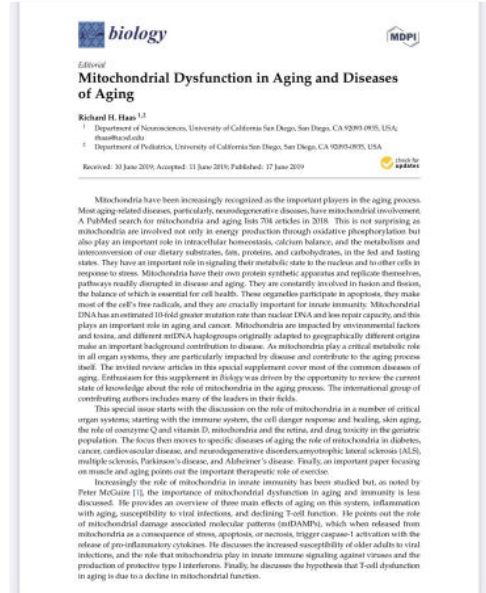 biology
MDPI
Editorial
Mitochondrial Dysfunction in Aging and Diseases
of Aging
Richard H. Haas 1,2
1 Department of Neurosciences, University of California San Diego, San Diego, CA 92093-0935, USA;
rhaas@ucsd.edu
2 Department of Pediatrics, University of California San Diego, San Diego, CA 92093-0935, USA
Received: 10 June 2019; Accepted: 11 June 2019; Published: 17 June 2019
check for
updates
Mitochondria have been increasingly recognized as the important players in the aging process.
Most aging-related diseases, particularly, neurodegenerative diseases, have mitochondrial involvement.
A PubMed search for mitochondria and aging lists 704 articles in 2018. This is not surprising as
mitochondria are involved not only in energy production through oxidative phosphorylation but
also play an important role in intracellular homeostasis, calcium balance, and the metabolism and
interconversion of our dietary substrates, fats, proteins, and carbohydrates, in the fed and fasting
states. They have an important role in signaling their metabolic state to the nucleus and to other cells in
response to stress. Mitochondria have their own protein synthetic apparatus and replicate themselves,
pathways readily disrupted in disease and aging. They are constantly involved in fusion and fission,
the balance of which is essential for cell health. These organelles participate in apoptosis, they make
most of the cell's free radicals, and they are crucially important for innate immunity. Mitochondrial
DNA has an estimated 10-fold greater mutation rate than nuclear DNA and less repair capacity, and this
plays an important role in aging and cancer. Mitochondria are impacted by environmental factors
and toxins, and different mtDNA haplogroups originally adapted to geographically different origins
make an important background contribution to disease. As mitochondria play a critical metabolic role
in all organ systems, they are particularly impacted by disease and contribute to the aging process
itself. The invited review articles in this special supplement cover most of the common diseases of
aging. Enthusiasm for this supplement in Biology was driven by the opportunity to review the current
state of knowledge about the role of mitochondria in the aging process. The international group of
contributing authors includes many of the leaders in their fields.
This special issue starts with the discussion on the role of mitochondria in a number of critical
organ systems; starting with the immune system, the cell danger response and healing, skin aging,
the role of coenzyme Q and vitamin D, mitochondria and the retina, and drug toxicity in the geriatric
population. The focus then moves to specific diseases of aging the role of mitochondria in diabetes,
cancer, cardiovascular disease, and neurodegenerative disorders;amyotrophic lateral sclerosis (ALS),
multiple sclerosis, Parkinson's disease, and Alzheimer's disease. Finally, an important paper focusing
on muscle and aging points out the important therapeutic role of exercise.
Increasingly the role of mitochondria in innate immunity has been studied but, as noted by
Peter McGuire [1], the importance of mitochondrial dysfunction in aging and immunity is less
discussed. He provides an overview of three main effects of aging on this system, inflammation
with aging, susceptibility to viral infections, and declining T-cell function. He points out the role
of mitochondrial damage associated molecular patterns (mtDAMPs), which when released from
mitochondria as a consequence of stress, apoptosis, or necrosis, trigger caspase-1 activation with the
release of pro-inflammatory cytokines. He discusses the increased susceptibility of older adults to viral
infections, and the role that mitochondria play in innate immune signaling against viruses and the
production of protective type I interferons. Finally, he discusses the hypothesis that T-cell dysfunction
in aging is due to a decline in mitochondrial function.